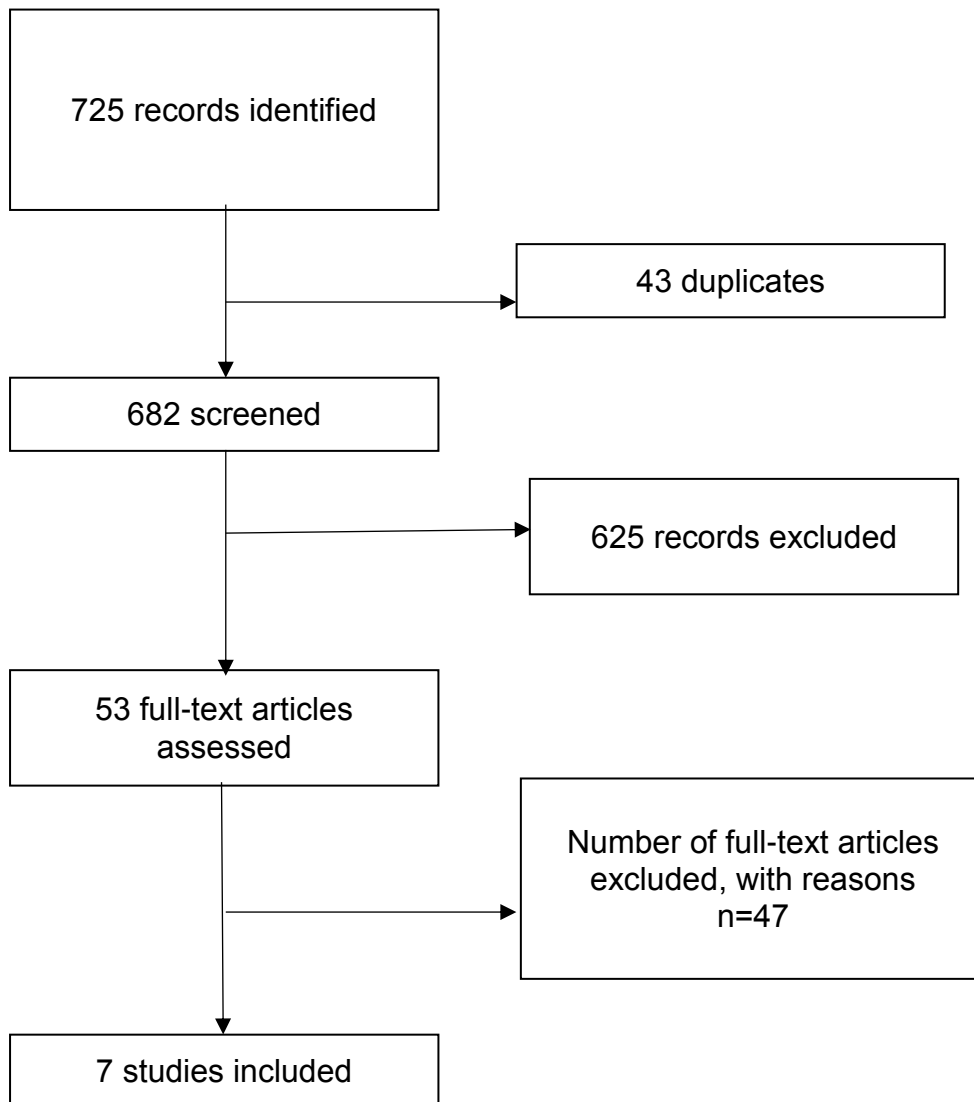 725 records identified
43 duplicates
682 screened
625 records excluded
53 full-text articles
assessed
Number of full-text articles
excluded, with reasons
n=47
7 studies included